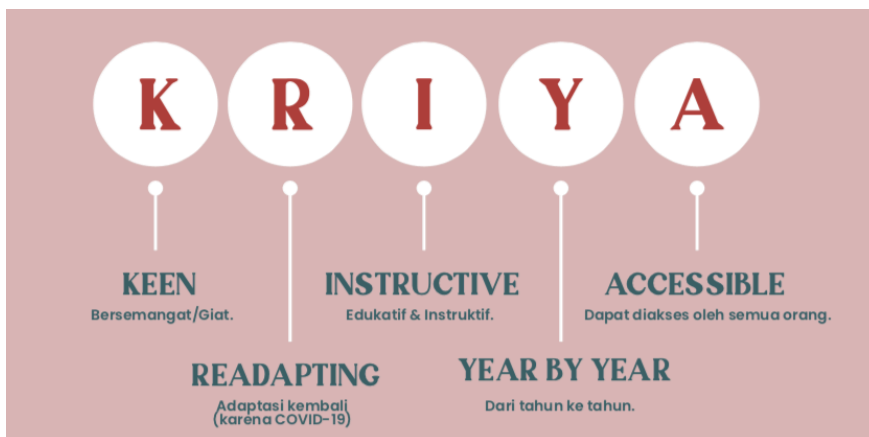 K R I Y A
KEEN
Bersemangat/Giat.
READAPTING
Adaptasi kembali
(karena COVID-19)
INSTRUCTIVE
Edukatif & Instruktif.
YEAR BY YEAR
Dari tahun ke tahun.
ACCESSIBLE
Dapat diakses oleh semua orang.